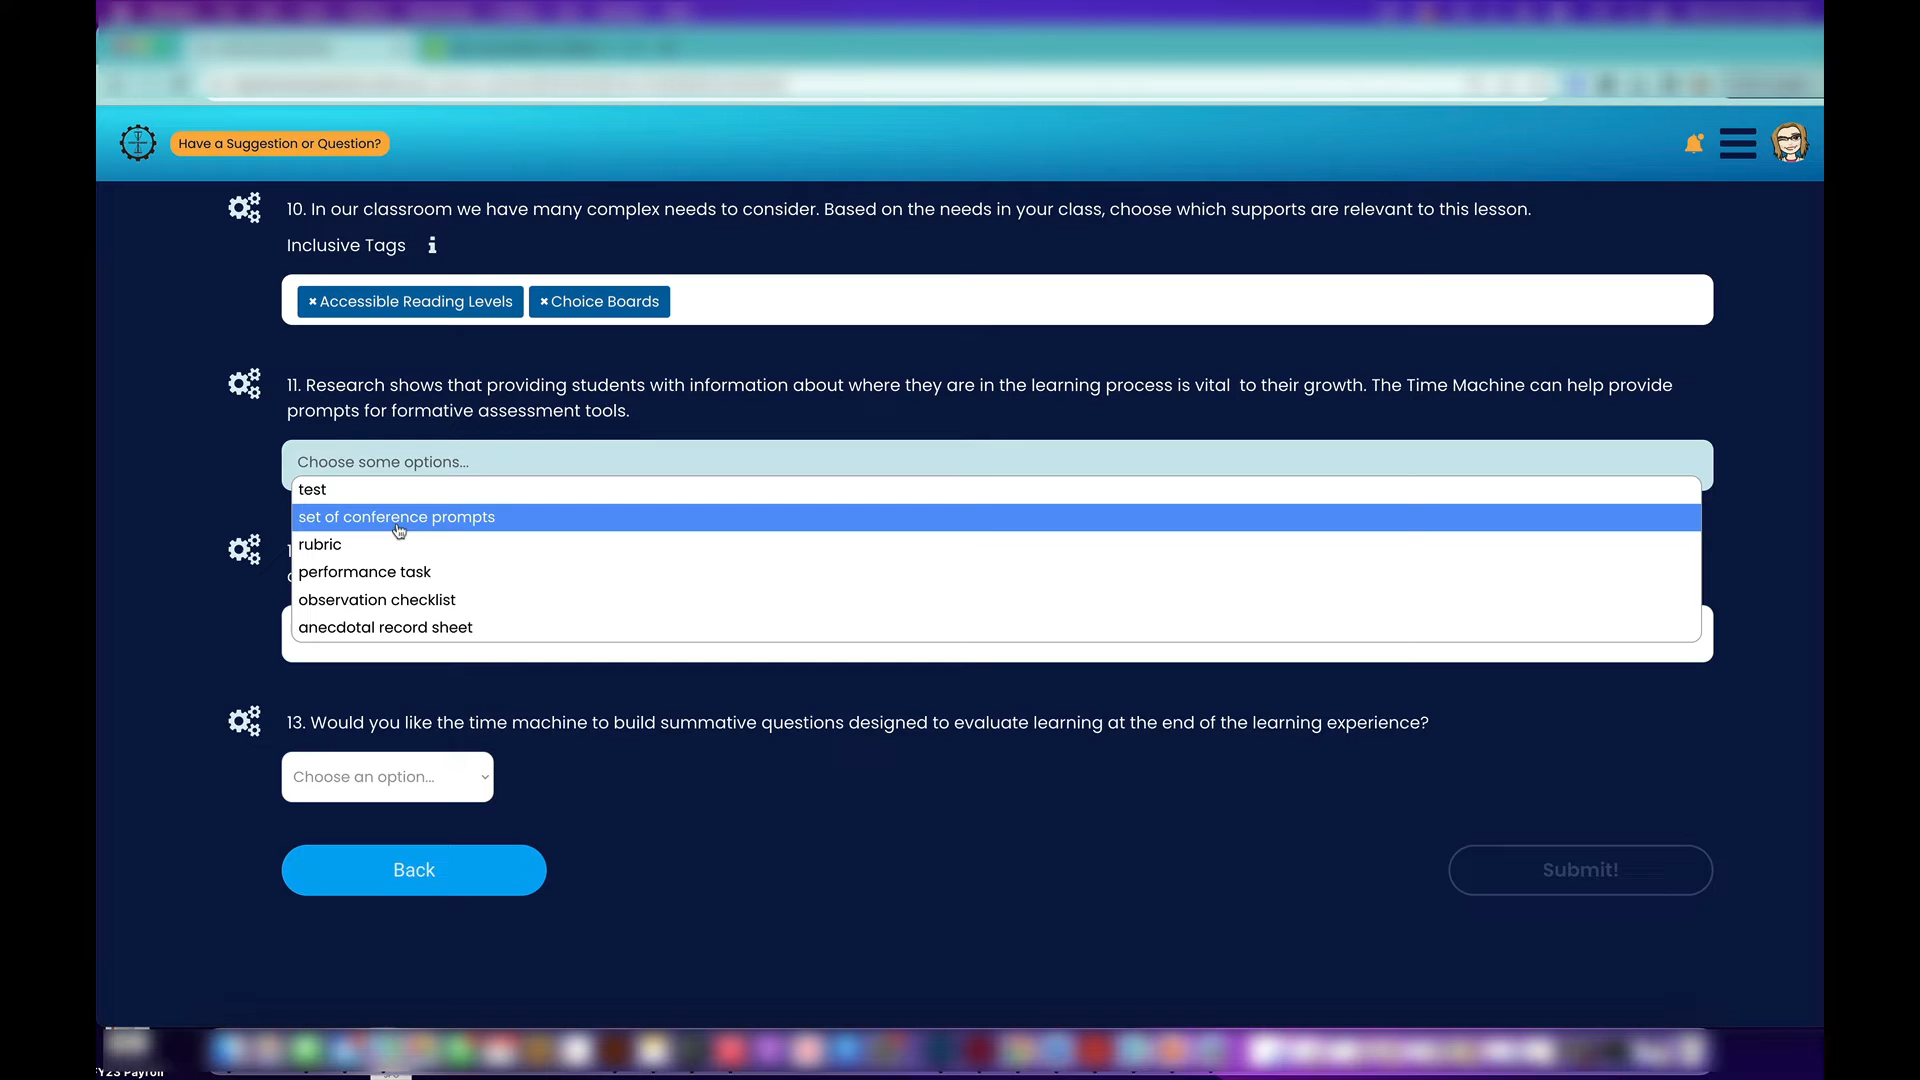 Have a Suggestion or Question?
10. In our classroom we have many complex needs to consider. Based on the needs in your class, choose which supports are relevant to this lesson.
Inclusive Tags
Accessible Reading Levels
Choice Boards
11. Research shows that providing students with information about where they are in the learning process is vital to their growth. The Time Machine can help provide
prompts for formative assessment tools.
Choose some options...
test
set of conference prompts
rubric
performance task
observation checklist
anecdotal record sheet
13. Would you like the time machine to build summative questions designed to evaluate learning at the end of the learning experience?
Choose an option...
Back
Submit!
Payroll